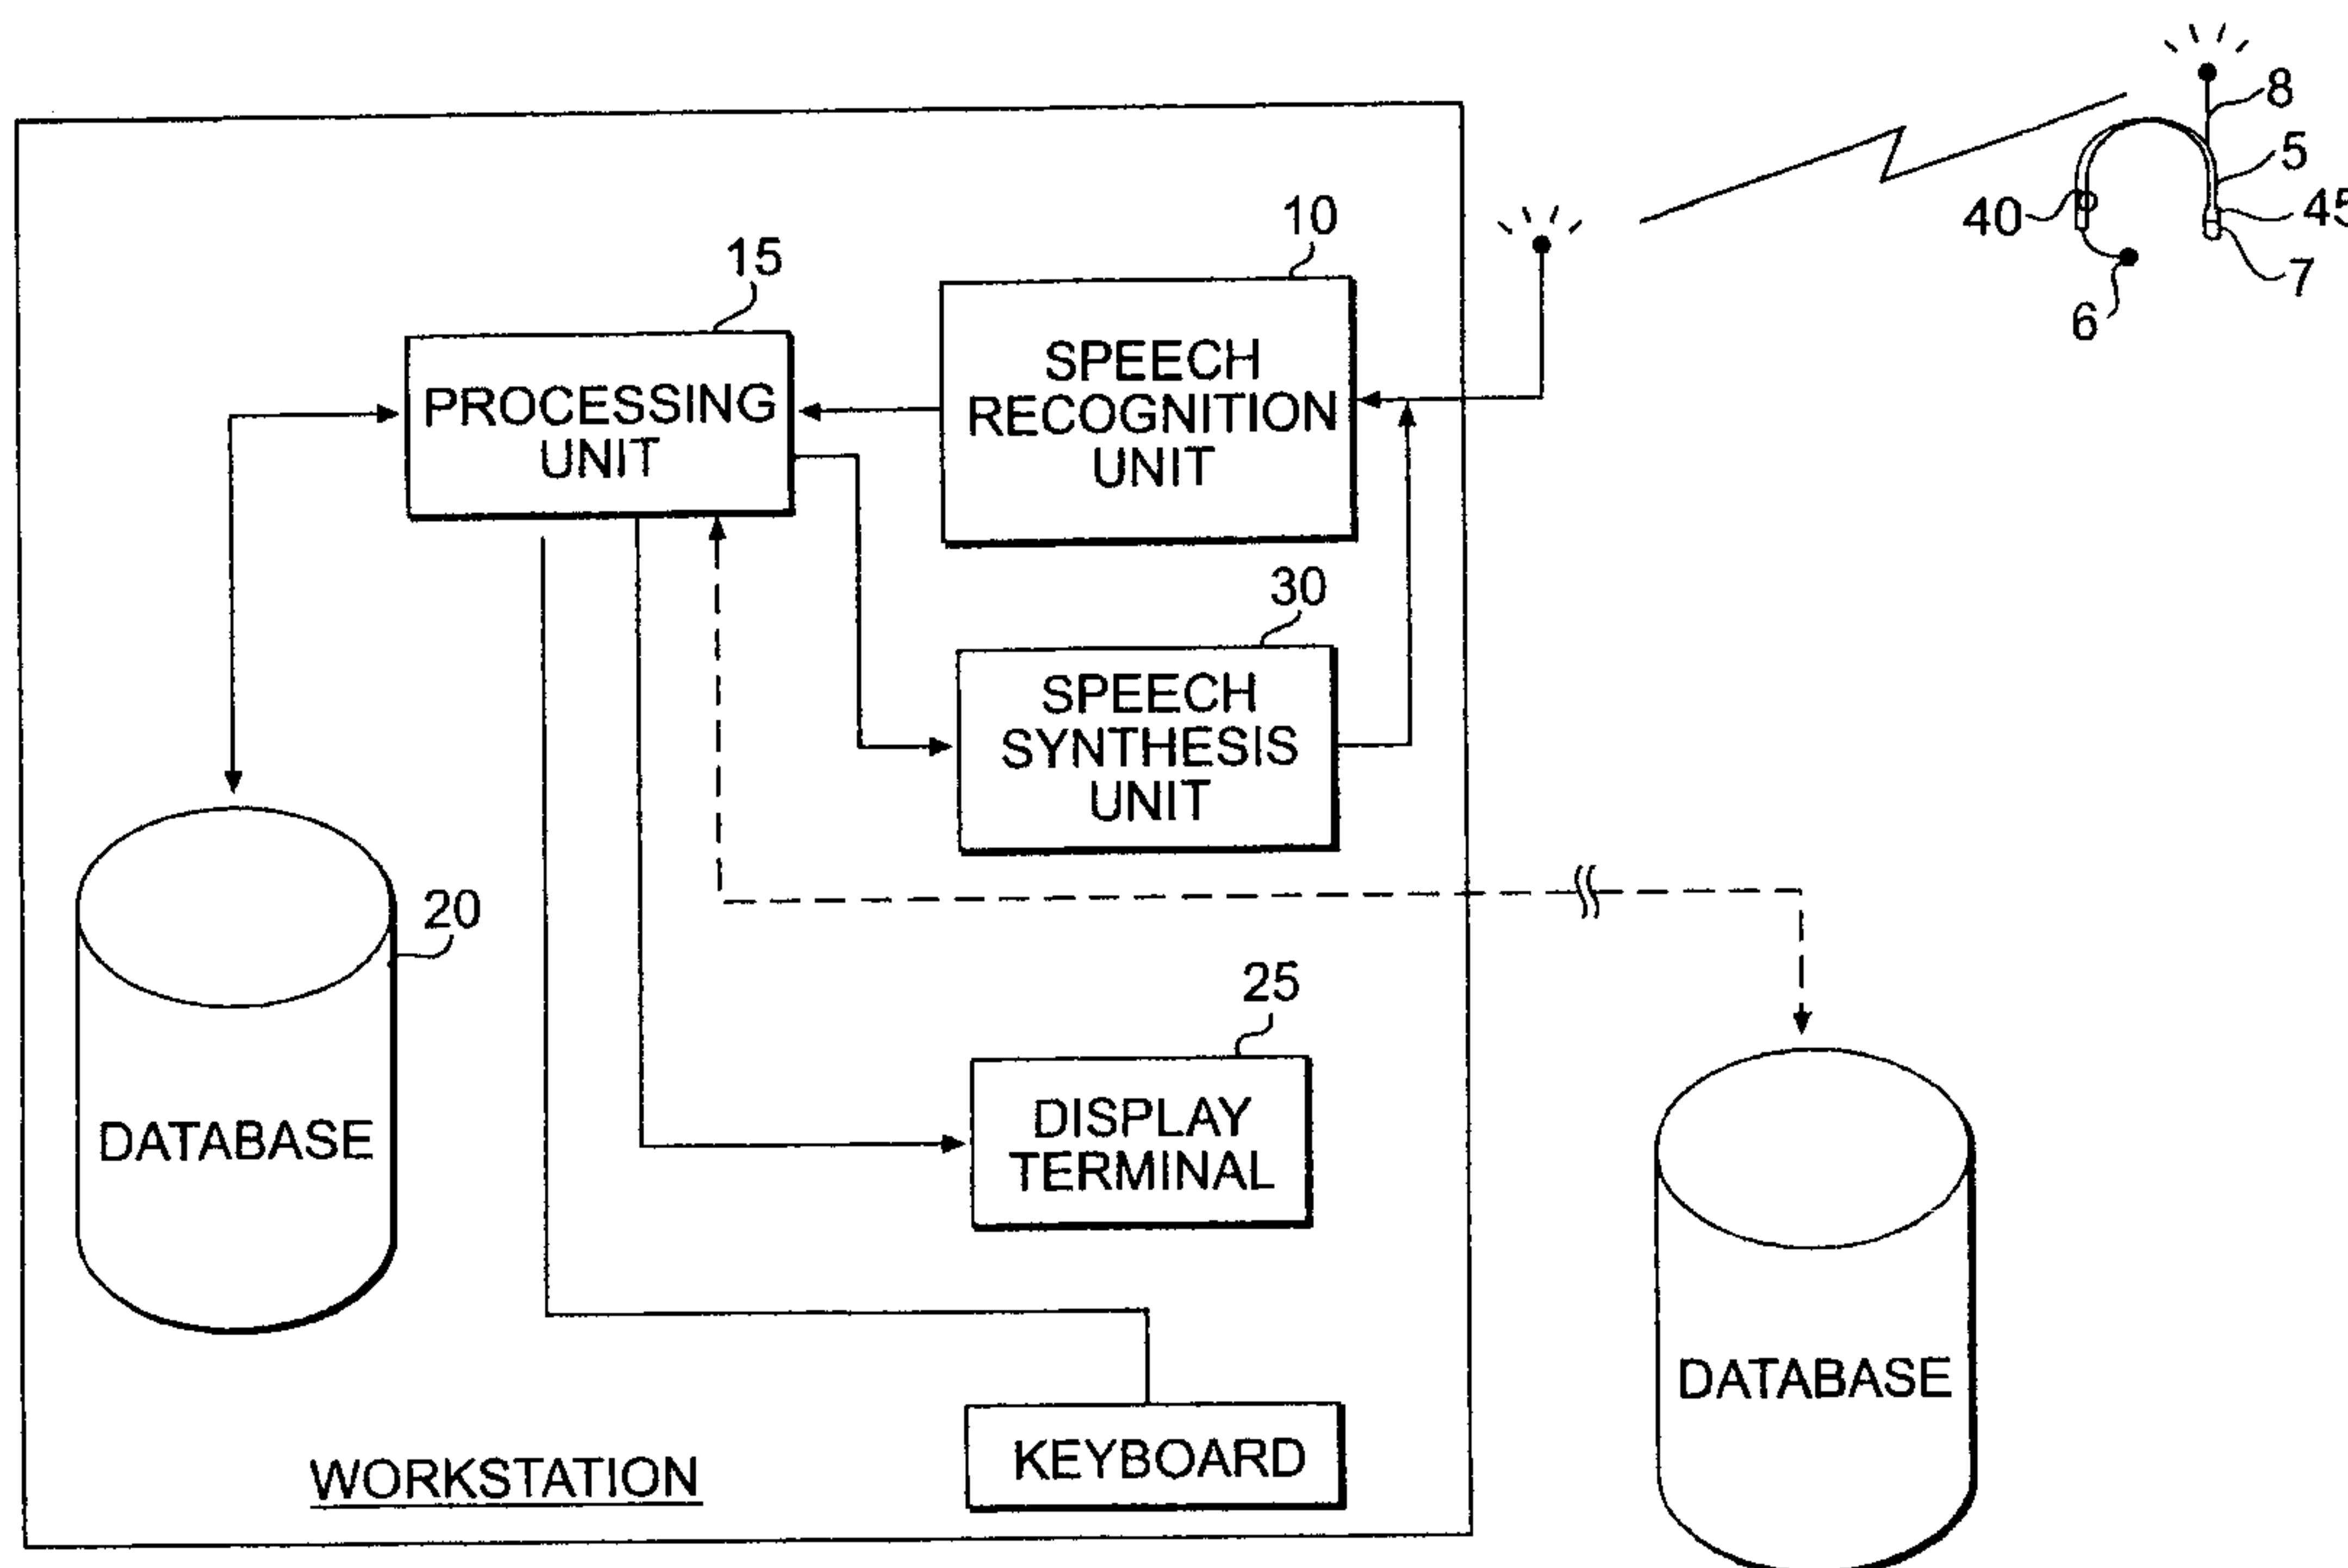 8
5
40
45
7
6
10
15
SPEECH
RECOGNITION
UNIT
PROCESSING
UNIT
30
SPEECH
SYNTHESIS
UNIT
20
25
DATABASE
DISPLAY
TERMINAL
DATABASE
KEYBOARD
WORKSTATION